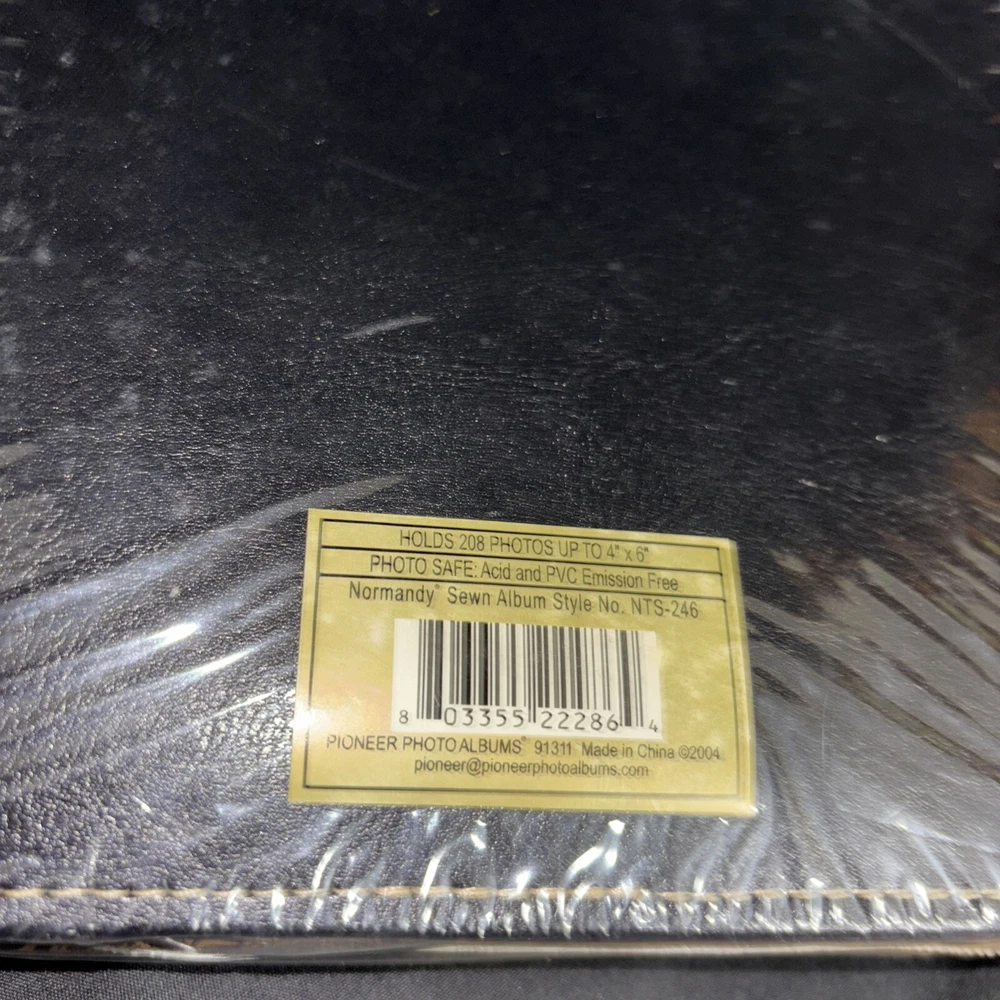 HOLDS 208 PHOTOS UP TO 4" x 6"
PHOTO SAFE: Acid and PVC Emission Free
Normandy® Sewn Album Style No. NTS-246
8 03355 22286 4
PIONEER PHOTO ALBUMS® 91311 Made in China ©2004
pioneer@pioneerphotoalbums.com